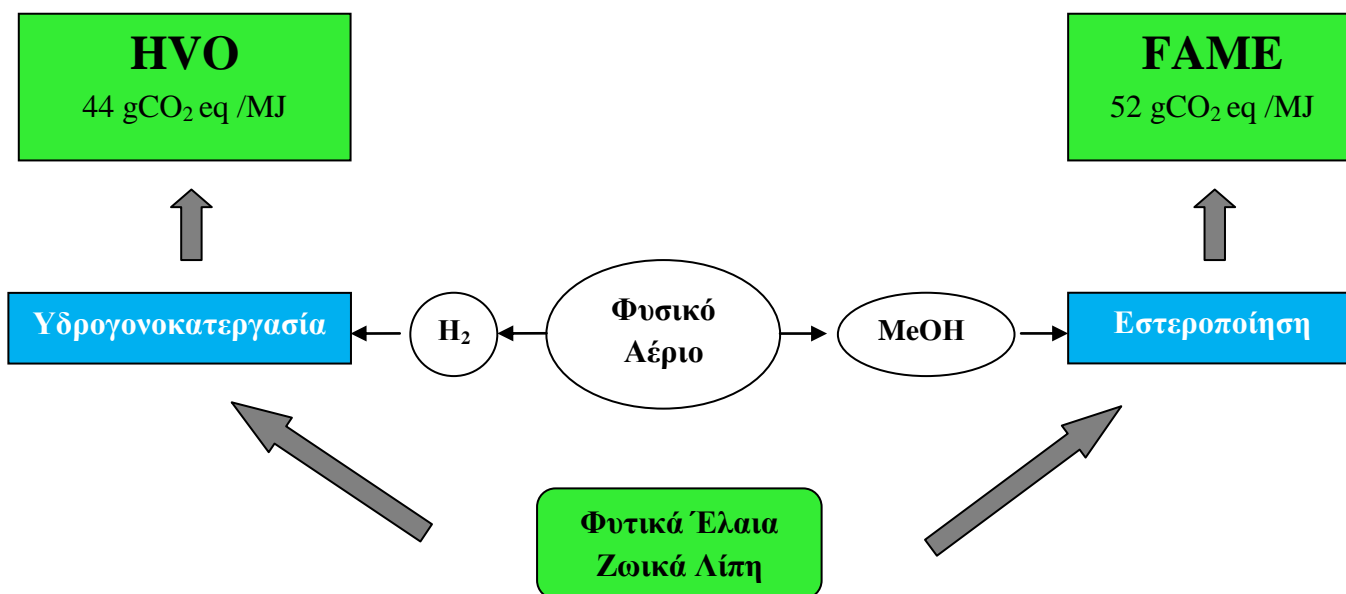 HVO
44 gCO₂ eq /MJ
FAME
52 gCO₂ eq /MJ
Υδρογονοκατεργασία
H₂
Φυσικό
Αέριο
MeOH
Εστεροποίηση
Φυτικά Έλαια
Ζωικά Λίπη